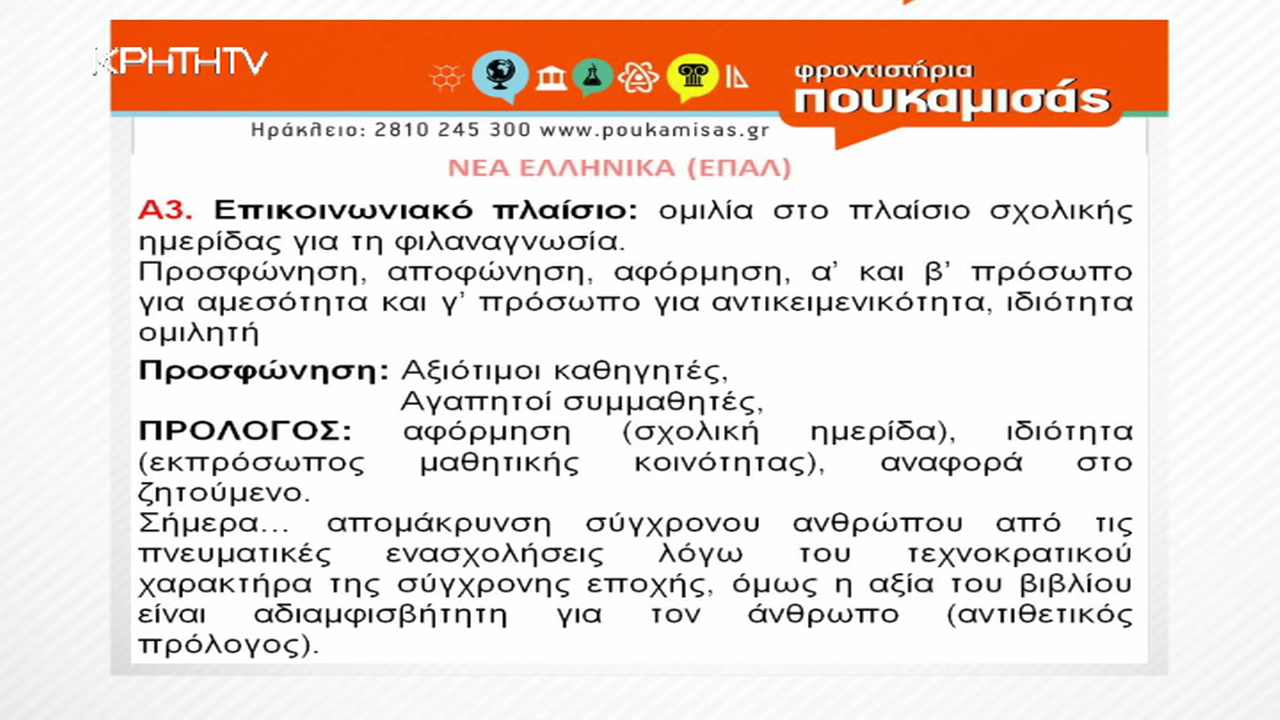 ΚΡΗΤΗTV
φροντιστήρια
πουκαμισάς
Ηράκλειο: 2810 245 300 www.poukamisas.gr
ΝΕΑ ΕΛΛΗΝΙΚΑ (ΕΠΑΛ)
Α3. Επικοινωνιακό πλαίσιο: ομιλία στο πλαίσιο σχολικής
ημερίδας για τη φιλαναγνωσία.
Προσφώνηση, αποφώνηση, αφόρμηση, α’ και β’ πρόσωπο
για αμεσότητα και γ’ πρόσωπο για αντικειμενικότητα, ιδιότητα
ομιλητή
Προσφώνηση: Αξιότιμοι καθηγητές,
Αγαπητοί συμμαθητές,
ΠΡΟΛΟΓΟΣ: αφόρμηση (σχολική ημερίδα), ιδιότητα
(εκπρόσωπος μαθητικής κοινότητας), αναφορά στο
ζητούμενο.
Σήμερα... απομάκρυνση σύγχρονου ανθρώπου από τις
πνευματικές ενασχολήσεις λόγω του τεχνοκρατικού
χαρακτήρα της σύγχρονης εποχής, όμως η αξία του βιβλίου
είναι αδιαμφισβήτητη για τον άνθρωπο (αντιθετικός
πρόλογος).